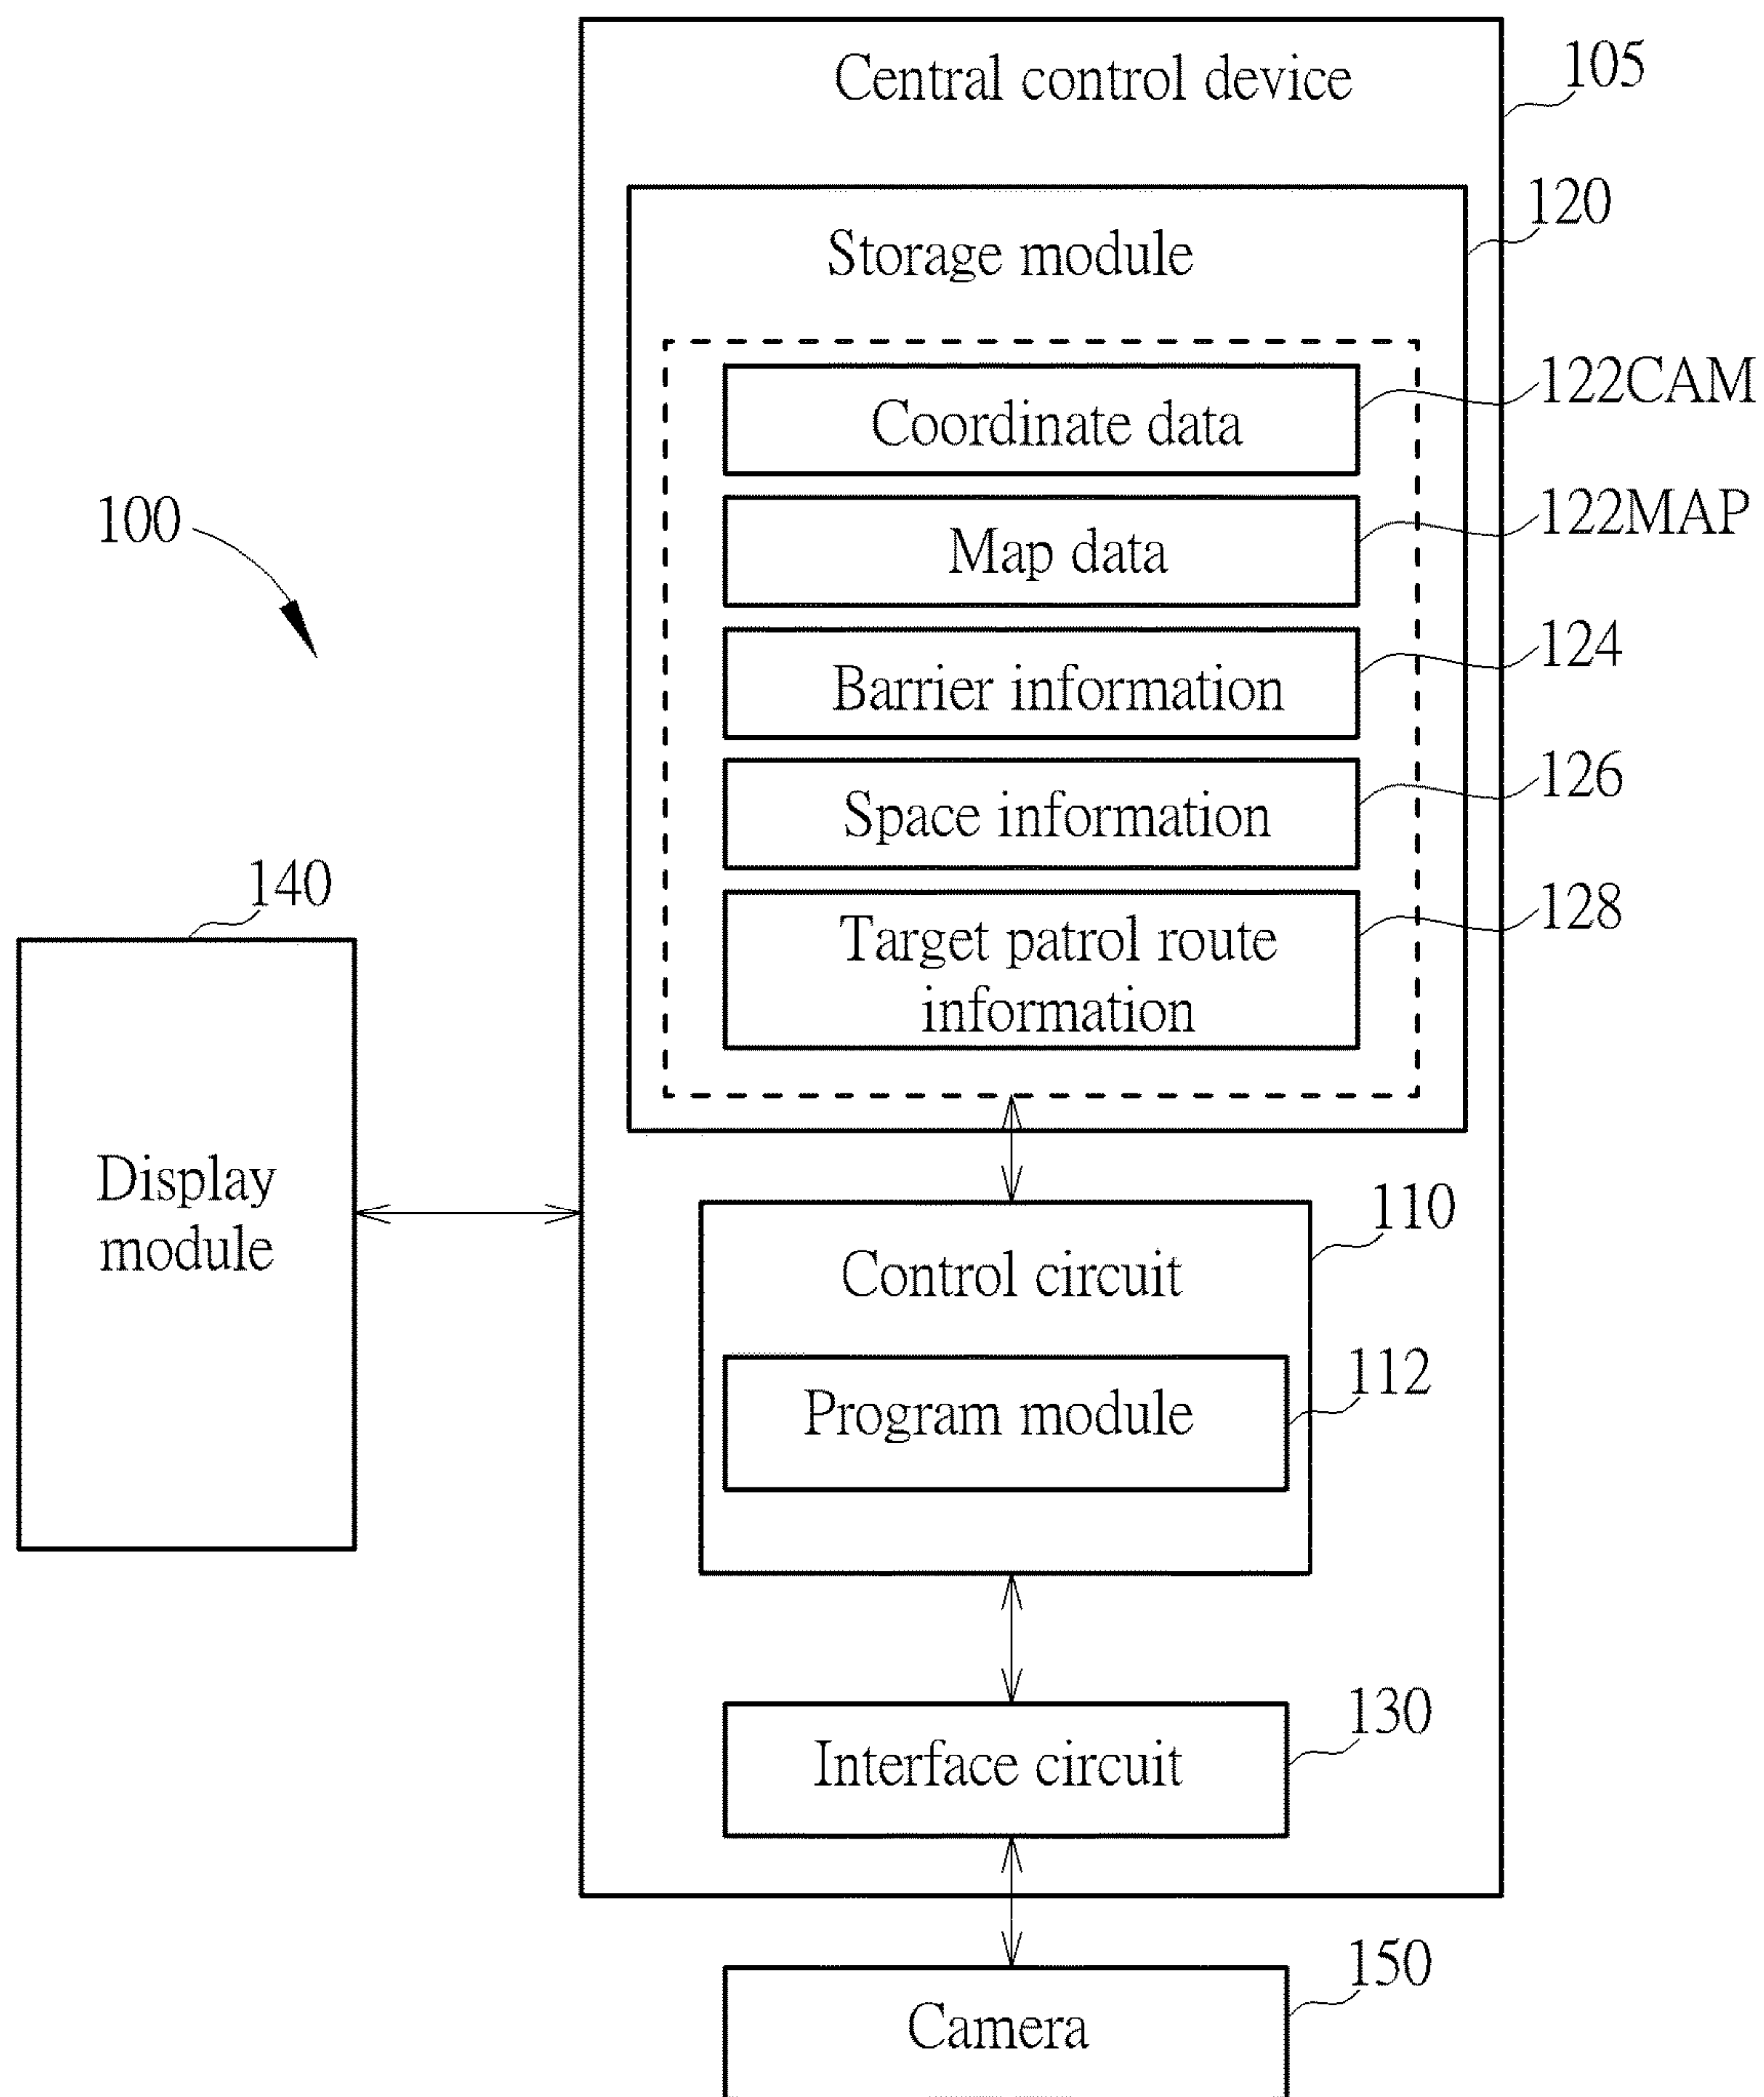 Central control device
105
120
Storage module
122CAM
Coordinate data
100
122MAP
Map data
124
Barrier information
126
Space information
140
128
Target patrol route
information
Display
module
110
Control circuit
112
Program module
130
Interface circuit
150
Camera